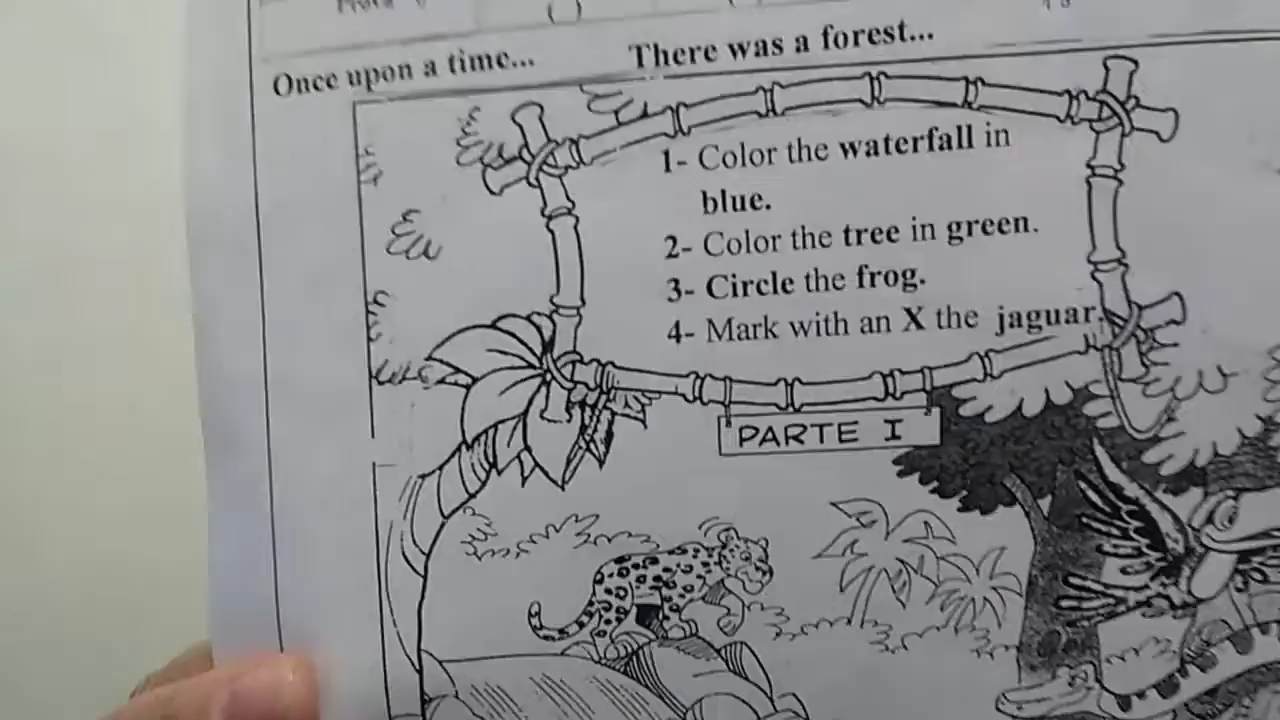 Once upon a time... There was a forest...
1- Color the waterfall in
blue.
2- Color the tree in green.
3- Circle the frog.
4- Mark with an X the jaguar.
PARTE I